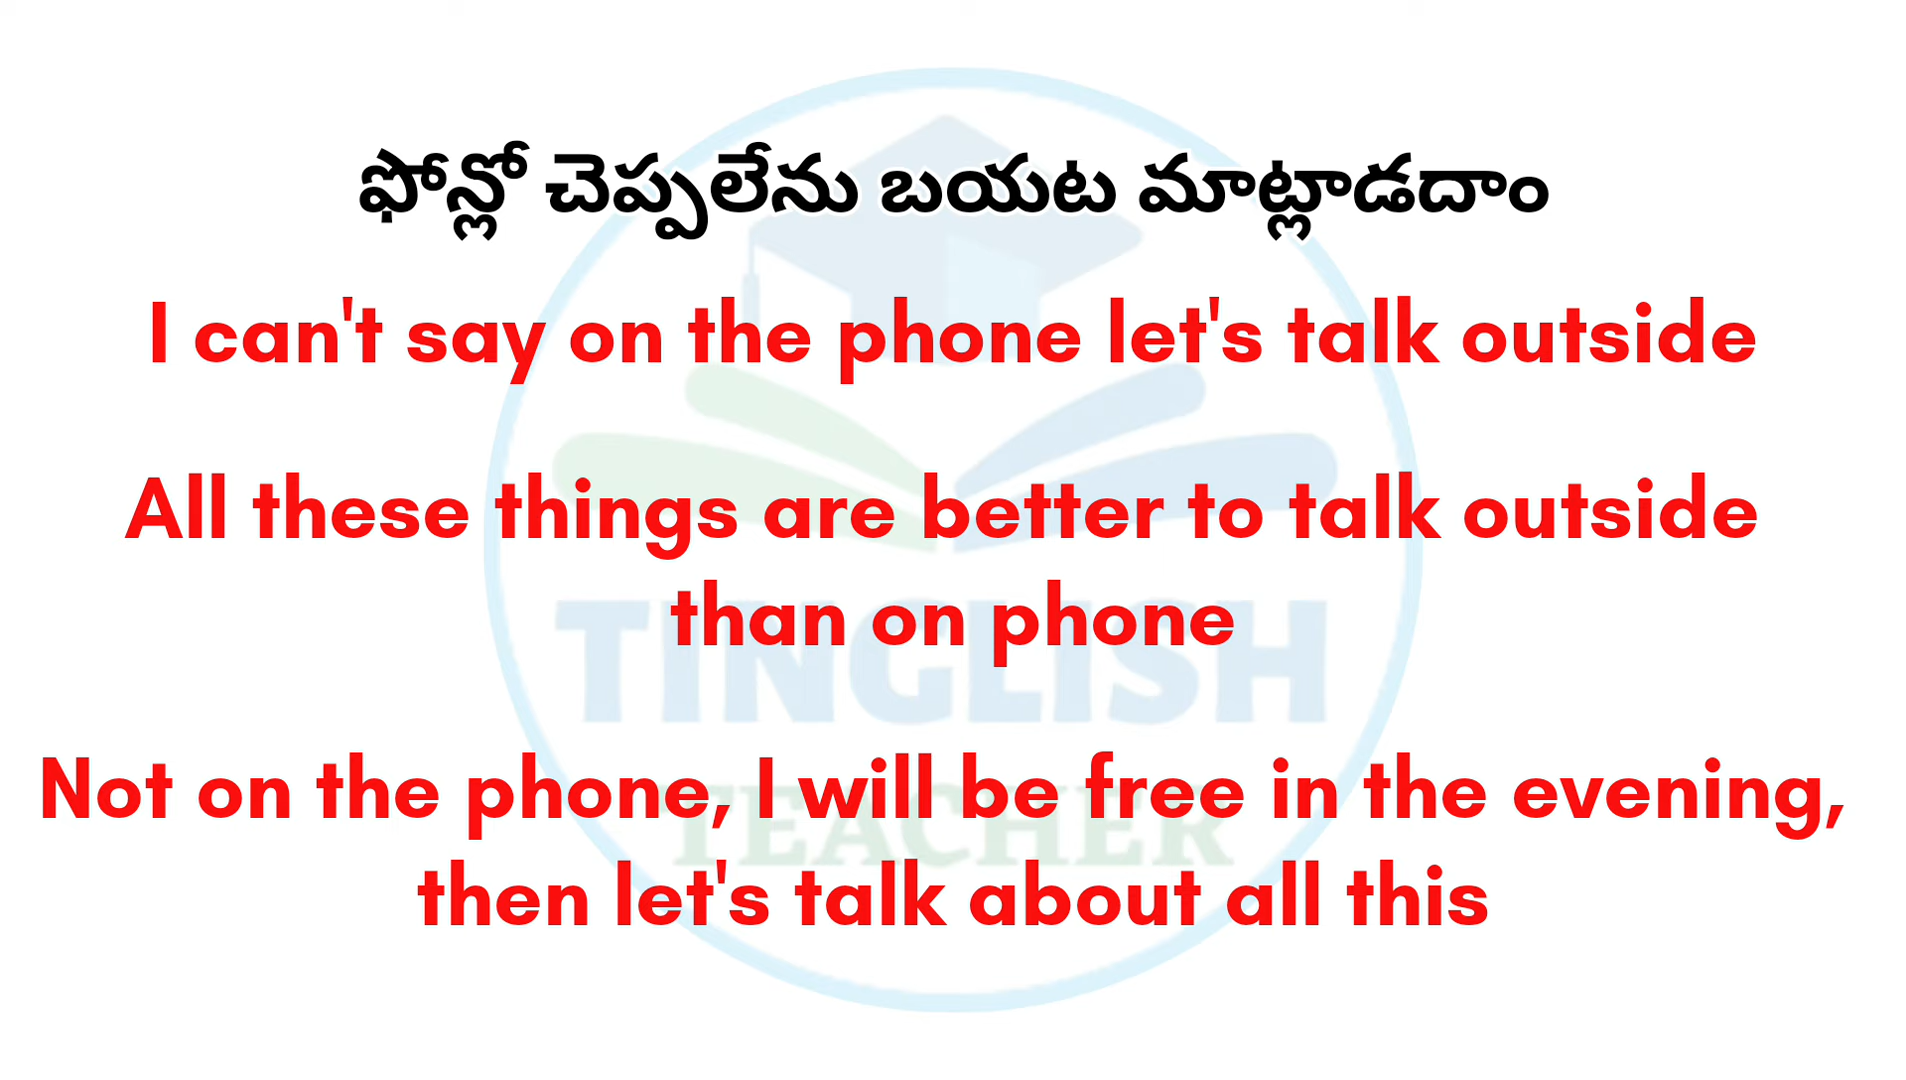 ఫోన్లో చెప్పలేను బయట మాట్లాడదాం
I can't say on the phone let's talk outside
All these things are better to talk outside
than on phone
TINGLISH
Not on the phone, I will be free in the evening,
TEACHER
then let's talk about all this